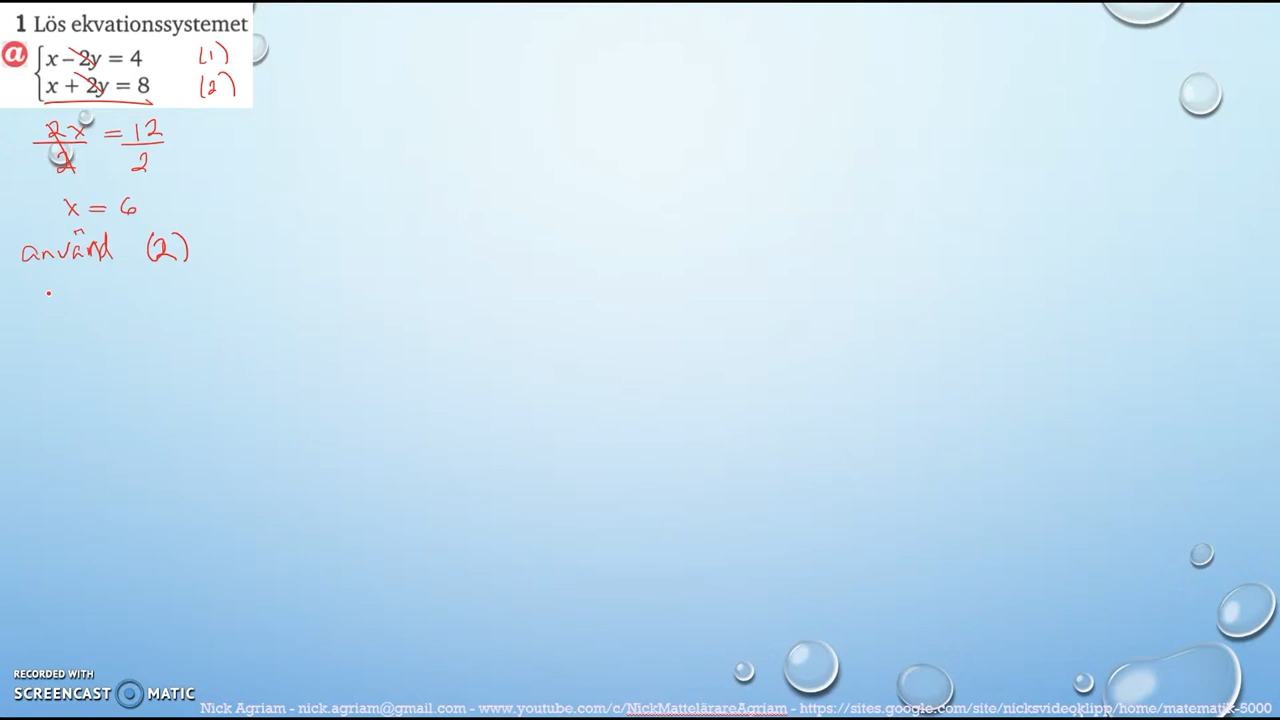 1 Lös ekvationssystemet
a x − 2y = 4 (1)
x + 2y = 8 (2)
2x = 12
2 2
x = 6
använd (2)
RECORDED WITH
SCREENCAST MATIC
Nick Agriam - nick.agriam@gmail.com - www.youtube.com/c/NickMattelärareAgriam - https://sites.google.com/site/nicksvideoklipp/home/matematik-5000